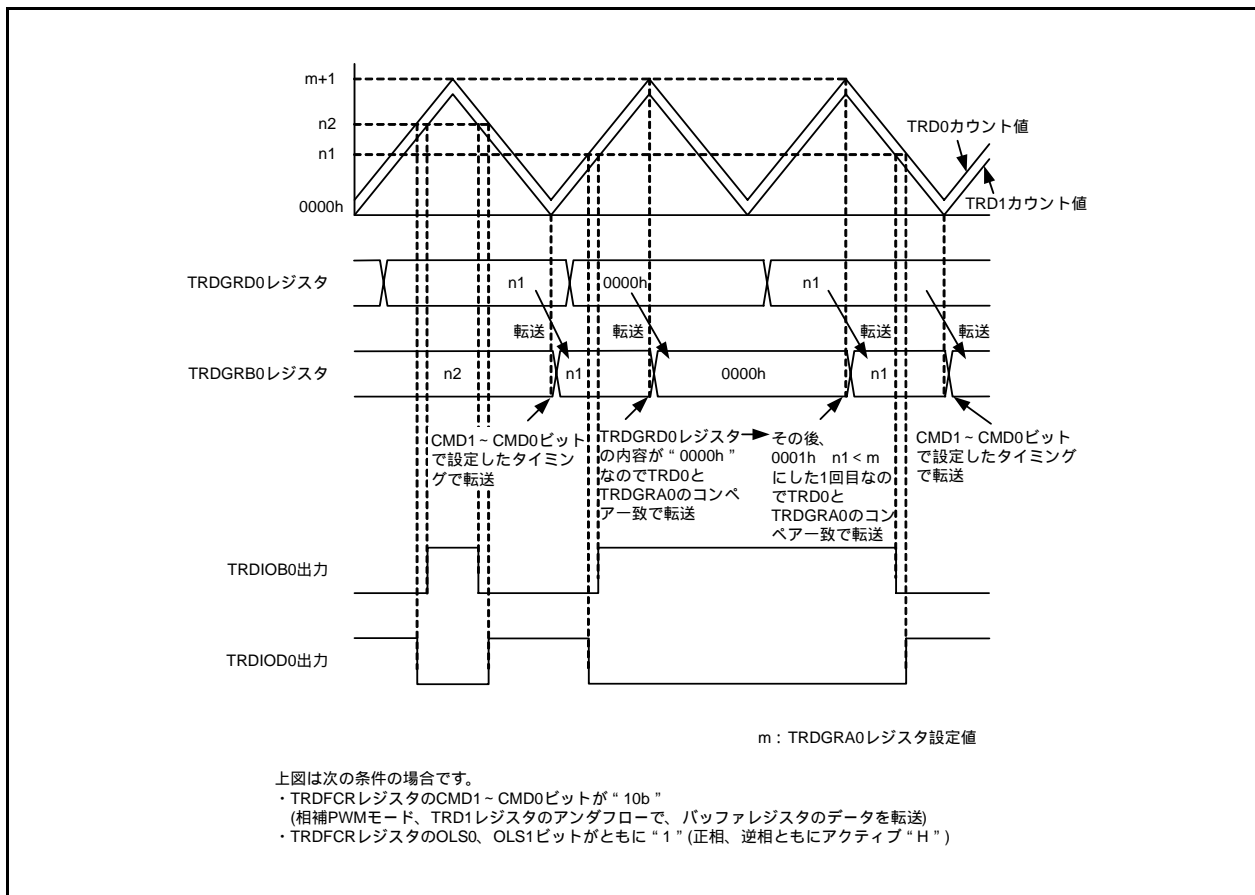 m+1
n2
n1
0000h
TRD0カウント値
TRD1カウント値
TRDGRD0レジスタ
n1
0000h
n1
転送
転送
転送
転送
TRDGRB0レジスタ
n2
n1
0000h
n1
CMD1~CMD0ビット
で設定したタイミン
グで転送
TRDGRD0レジスタ
の内容が“0000h”
なのでTRD0と
TRDGRA0のコンペ
アー致で転送
その後、
0001h n1<m
にした1回目なの
でTRD0と
TRDGRA0のコン
ペアー致で転送
CMD1~CMD0ビット
で設定したタイミング
で転送
TRDIOB0出力
TRDIOD0出力
m:TRDGRA0レジスタ設定値
上図は次の条件の場合です。
・TRDFCRレジスタのCMD1~CMD0ビットが“10b”
(相補PWMモード、TRD1レジスタのアンダフローで、バッファレジスタのデータを転送)
・TRDFCRレジスタのOLS0、OLS1ビットがともに“1”(正相、逆相ともにアクティブ“H”)